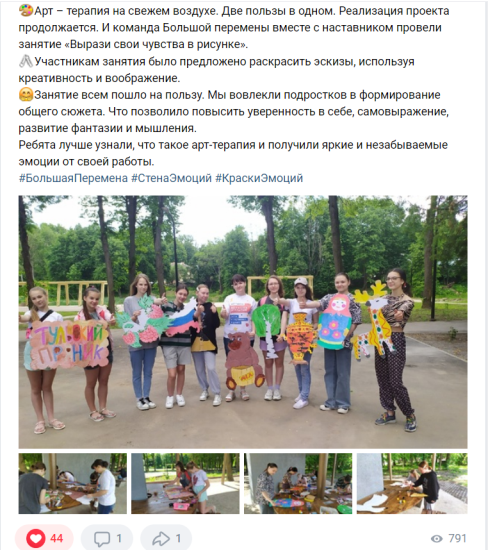 🎨Арт – терапия на свежем воздухе. Две пользы в одном. Реализация проекта
продолжается. И команда Большой перемены вместе с наставником провели
занятие «Вырази свои чувства в рисунке».
Участникам занятия было предложено раскрасить эскизы, используя
креативность и воображение.
🤗Занятие всем пошло на пользу. Мы вовлекли подростков в формирование
общего сюжета. Что позволило повысить уверенность в себе, самовыражение,
развитие фантазии и мышления.
Ребята лучше узнали, что такое арт-терапия и получили яркие и незабываемые
эмоции от своей работы.
#БольшаяПеремена #СтенаЭмоций #КраскиЭмоций
ТУЛЬСКИЙ
ПРЯНИК
44 1 1 791